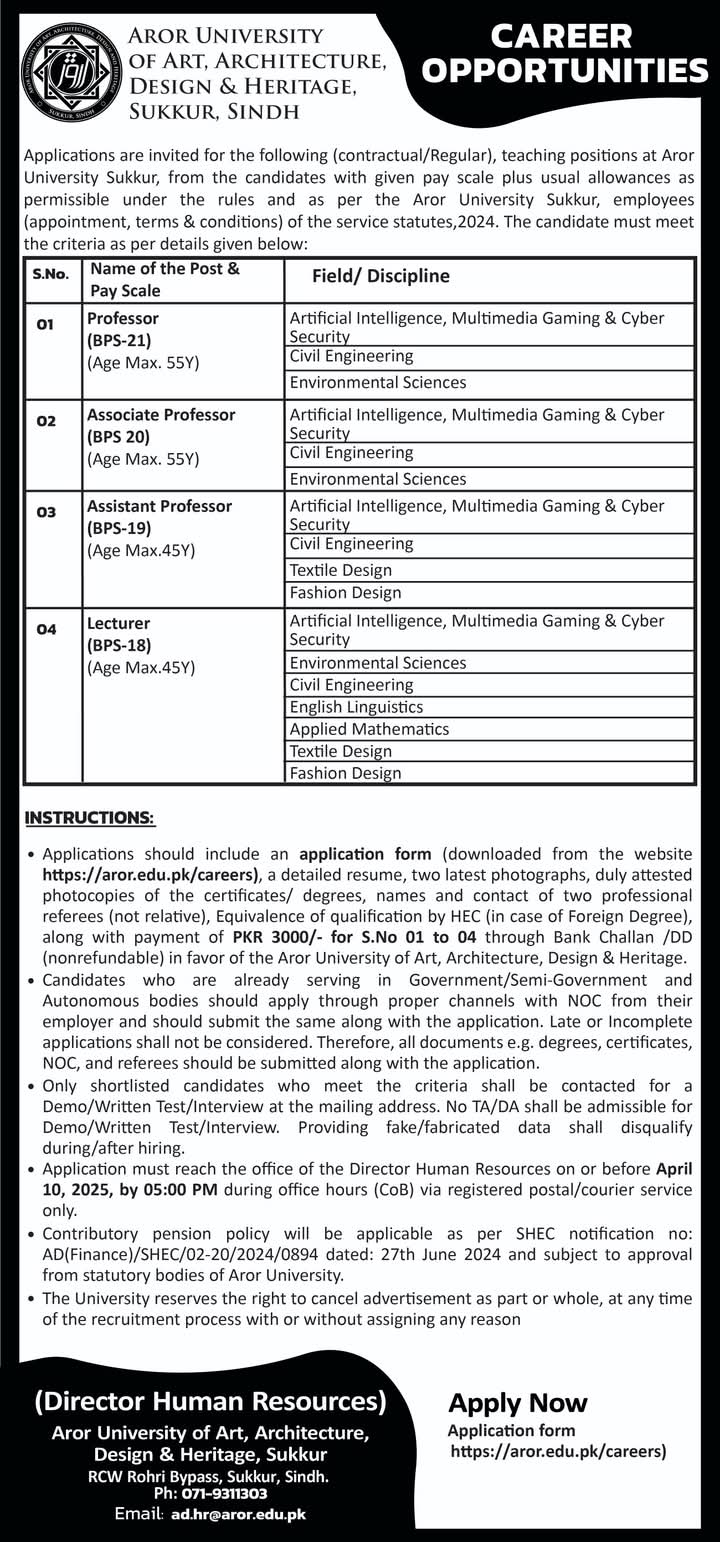 AROR UNIVERSITY OF ART, ARCHITECTURE, DESIGN AND HERITAGE
SUKKUR, SINDH
AROR UNIVERSITY
OF ART, ARCHITECTURE,
DESIGN & HERITAGE,
SUKKUR, SINDH
CAREER
OPPORTUNITIES
Applications are invited for the following (contractual/Regular), teaching positions at Aror
University Sukkur, from the candidates with given pay scale plus usual allowances as
permissible under the rules and as per the Aror University Sukkur, employees
(appointment, terms & conditions) of the service statutes,2024. The candidate must meet
the criteria as per details given below:
S.No. Name of the Post & Field/ Discipline
Pay Scale
01 Professor Artificial Intelligence, Multimedia Gaming & Cyber
Security
(BPS-21)
Civil Engineering
(Age Max. 55Y)
Environmental Sciences
02 Associate Professor Artificial Intelligence, Multimedia Gaming & Cyber
Security
(BPS 20)
Civil Engineering
(Age Max. 55Y)
Environmental Sciences
03 Assistant Professor Artificial Intelligence, Multimedia Gaming & Cyber
Security
(BPS-19)
Civil Engineering
(Age Max.45Y)
Textile Design
Fashion Design
04 Lecturer Artificial Intelligence, Multimedia Gaming & Cyber
Security
(BPS-18)
Environmental Sciences
(Age Max.45Y)
Civil Engineering
English Linguistics
Applied Mathematics
Textile Design
Fashion Design
INSTRUCTIONS:
• Applications should include an application form (downloaded from the website
https://aror.edu.pk/careers), a detailed resume, two latest photographs, duly attested
photocopies of the certificates/ degrees, names and contact of two professional
referees (not relative), Equivalence of qualification by HEC (in case of Foreign Degree),
along with payment of PKR 3000/- for S.No 01 to 04 through Bank Challan /DD
(nonrefundable) in favor of the Aror University of Art, Architecture, Design & Heritage.
• Candidates who are already serving in Government/Semi-Government and
Autonomous bodies should apply through proper channels with NOC from their
employer and should submit the same along with the application. Late or Incomplete
applications shall not be considered. Therefore, all documents e.g. degrees, certificates,
NOC, and referees should be submitted along with the application.
• Only shortlisted candidates who meet the criteria shall be contacted for a
Demo/Written Test/Interview at the mailing address. No TA/DA shall be admissible for
Demo/Written Test/Interview. Providing fake/fabricated data shall disqualify
during/after hiring.
• Application must reach the office of the Director Human Resources on or before April
10, 2025, by 05:00 PM during office hours (CoB) via registered postal/courier service
only.
• Contributory pension policy will be applicable as per SHEC notification no:
AD(Finance)/SHEC/02-20/2024/0894 dated: 27th June 2024 and subject to approval
from statutory bodies of Aror University.
• The University reserves the right to cancel advertisement as part or whole, at any time
of the recruitment process with or without assigning any reason
(Director Human Resources)
Aror University of Art, Architecture,
Design & Heritage, Sukkur
RCW Rohri Bypass, Sukkur, Sindh.
Ph: 071-9311303
Email: ad.hr@aror.edu.pk
Apply Now
Application form
https://aror.edu.pk/careers)